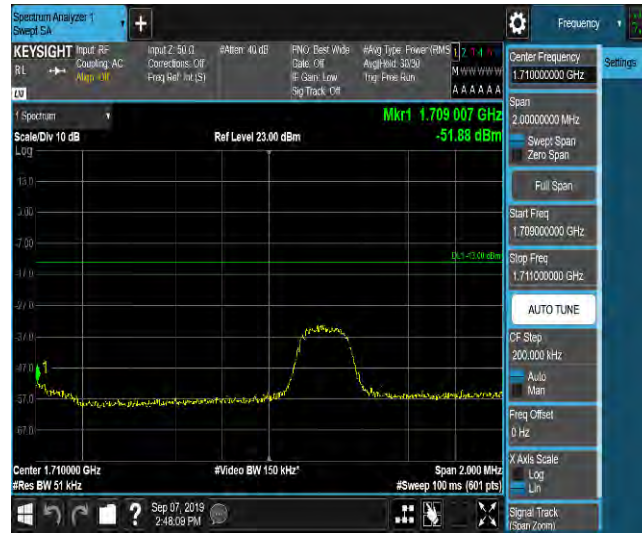 Spectrum Analyzer 1
Swept SA
+
Frequency
KEYSIGHT Input: RF
RL
Coupling: AC
Align: Off
Input Z: 50 Ω
Corrections: Off
Freq Ref: Int (S)
#Atten: 40 dB
PNO: Best Wide
Gate: Off
IF Gain: Low
Sig Track: Off
#Avg Type: Power (RMS
Avg|Hold: 30/30
Trig: Free Run
M W W W W W
A A A A A A
LXI
1 Spectrum
Scale/Div 10 dB
Log
Ref Level 23.00 dBm
Mkr1 1.709 007 GHz
-51.88 dBm
13.0
3.00
-7.00
DL1 -13.00 dBm
-17.0
-27.0
-37.0
-47.0
1
-57.0
-67.0
Center 1.710000 GHz
#Res BW 51 kHz
#Video BW 150 kHz*
Span 2.000 MHz
#Sweep 100 ms (601 pts)
Center Frequency
1.710000000 GHz
Settings
Span
2.00000000 MHz
Swept Span
Zero Span
Full Span
Start Freq
1.709000000 GHz
Stop Freq
1.711000000 GHz
AUTO TUNE
CF Step
200.000 kHz
Auto
Man
Freq Offset
0 Hz
X Axis Scale
Log
Lin
Signal Track
(Span Zoom)
?
Sep 07, 2019
2:48:09 PM